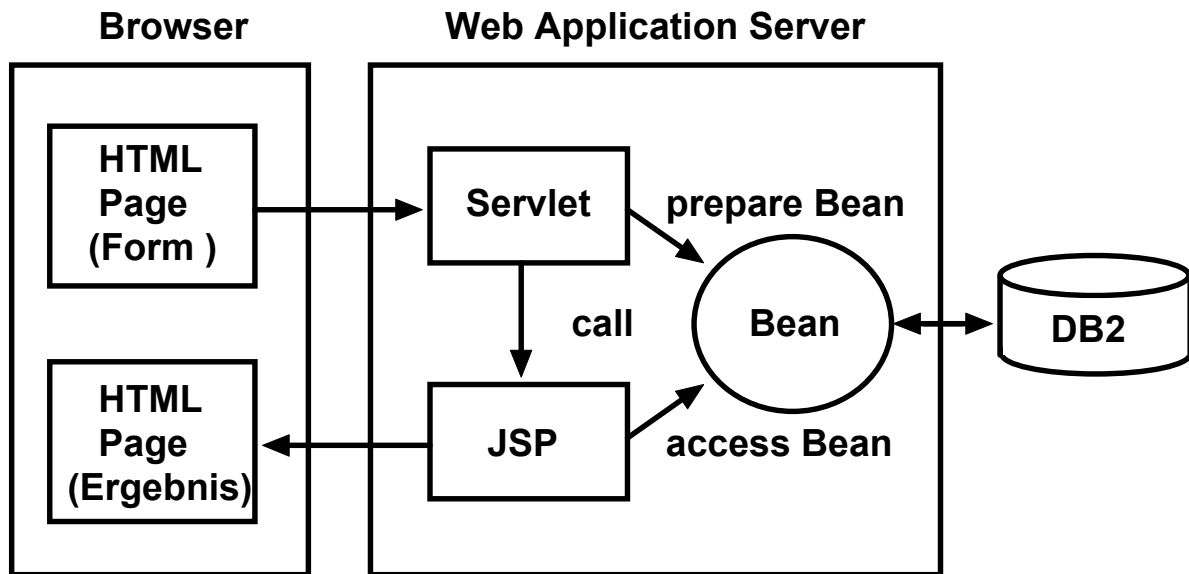 Browser
Web Application Server
HTML
Page
(Form )
Servlet
prepare Bean
call
Bean
DB2
HTML
Page
(Ergebnis)
JSP
access Bean